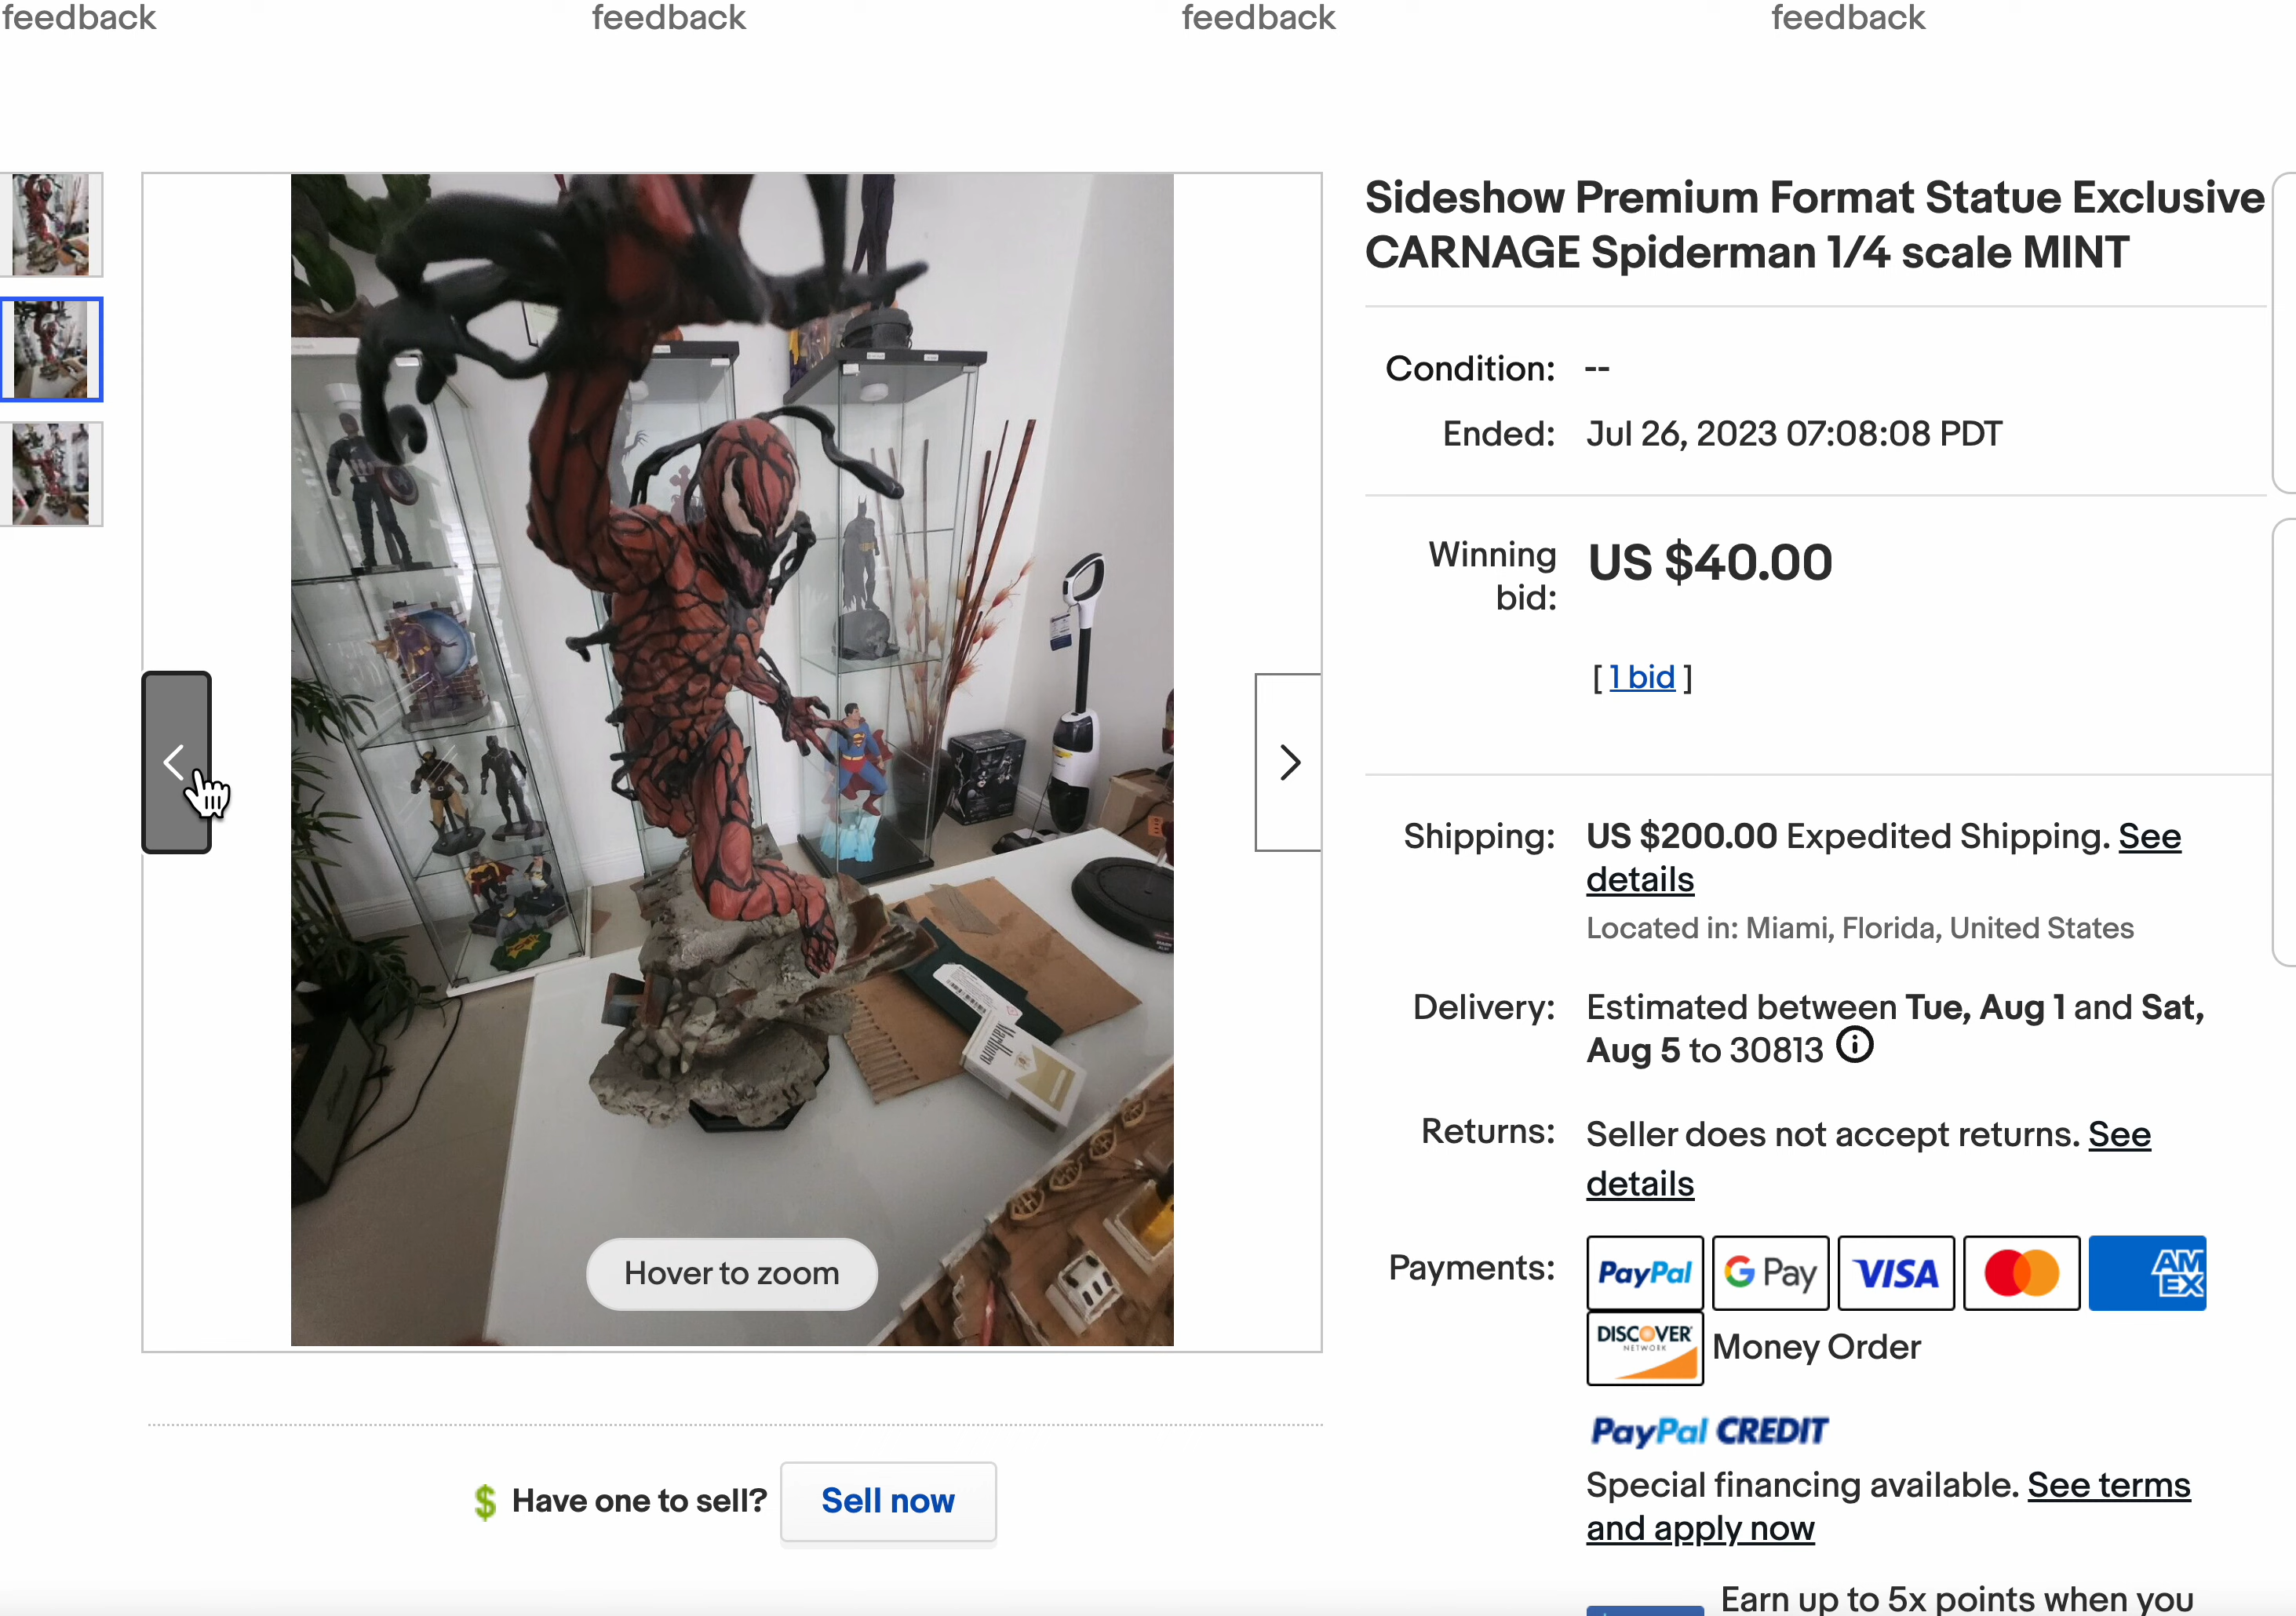 feedback
feedback
feedback
feedback
Sideshow Premium Format Statue Exclusive
CARNAGE Spiderman 1/4 scale MINT
Condition: --
Ended: Jul 26, 2023 07:08:08 PDT
Winning
bid:
US $40.00
[ 1 bid ]
Shipping: US $200.00 Expedited Shipping. See
details
Located in: Miami, Florida, United States
Delivery: Estimated between Tue, Aug 1 and Sat,
Aug 5 to 30813
Returns: Seller does not accept returns. See
details
Payments: PayPal G Pay VISA AM
EX
DISCOVER
NETWORK
Money Order
PayPal CREDIT
Special financing available. See terms
and apply now
Earn up to 5x points when you
Marlboro
Hover to zoom
$ Have one to sell? Sell now